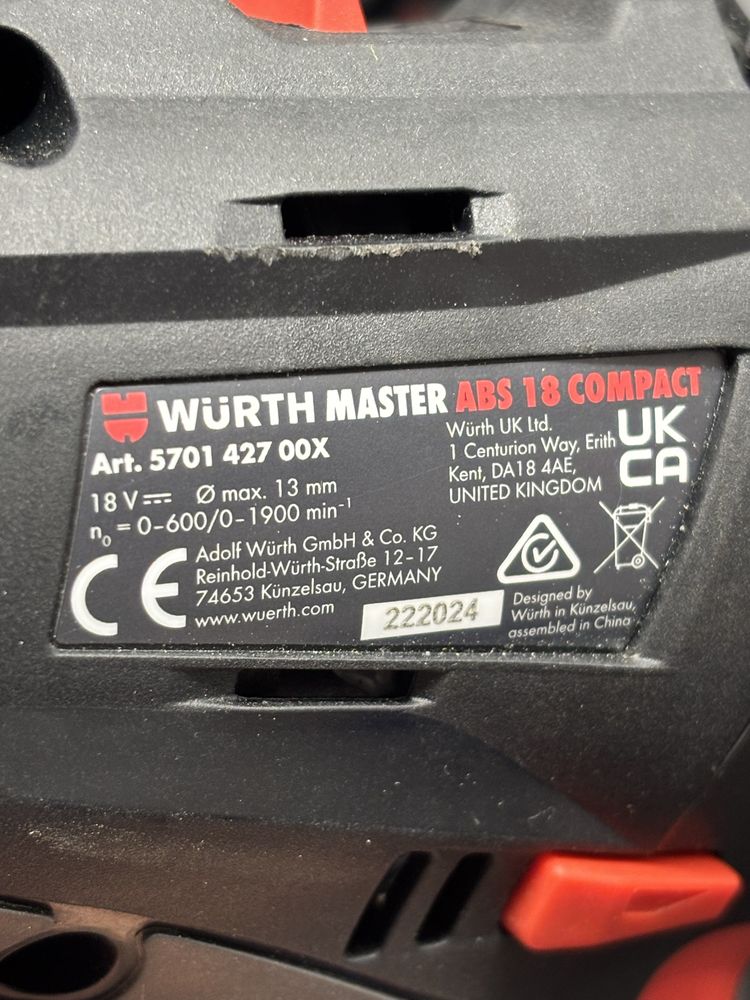 WÜRTH MASTER ABS 18 COMPACT
Art. 5701 427 00X
18 V Ø max. 13 mm
n₀ = 0-600/0-1900 min⁻¹
Würth UK Ltd.
1 Centurion Way, Erith
Kent, DA18 4AE,
UNITED KINGDOM
UK
CA
CE
Adolf Würth GmbH & Co. KG
Reinhold-Würth-Straße 12-17
74653 Künzelsau, GERMANY
www.wuerth.com
222024
Designed by
Würth in Künzelsau,
assembled in China